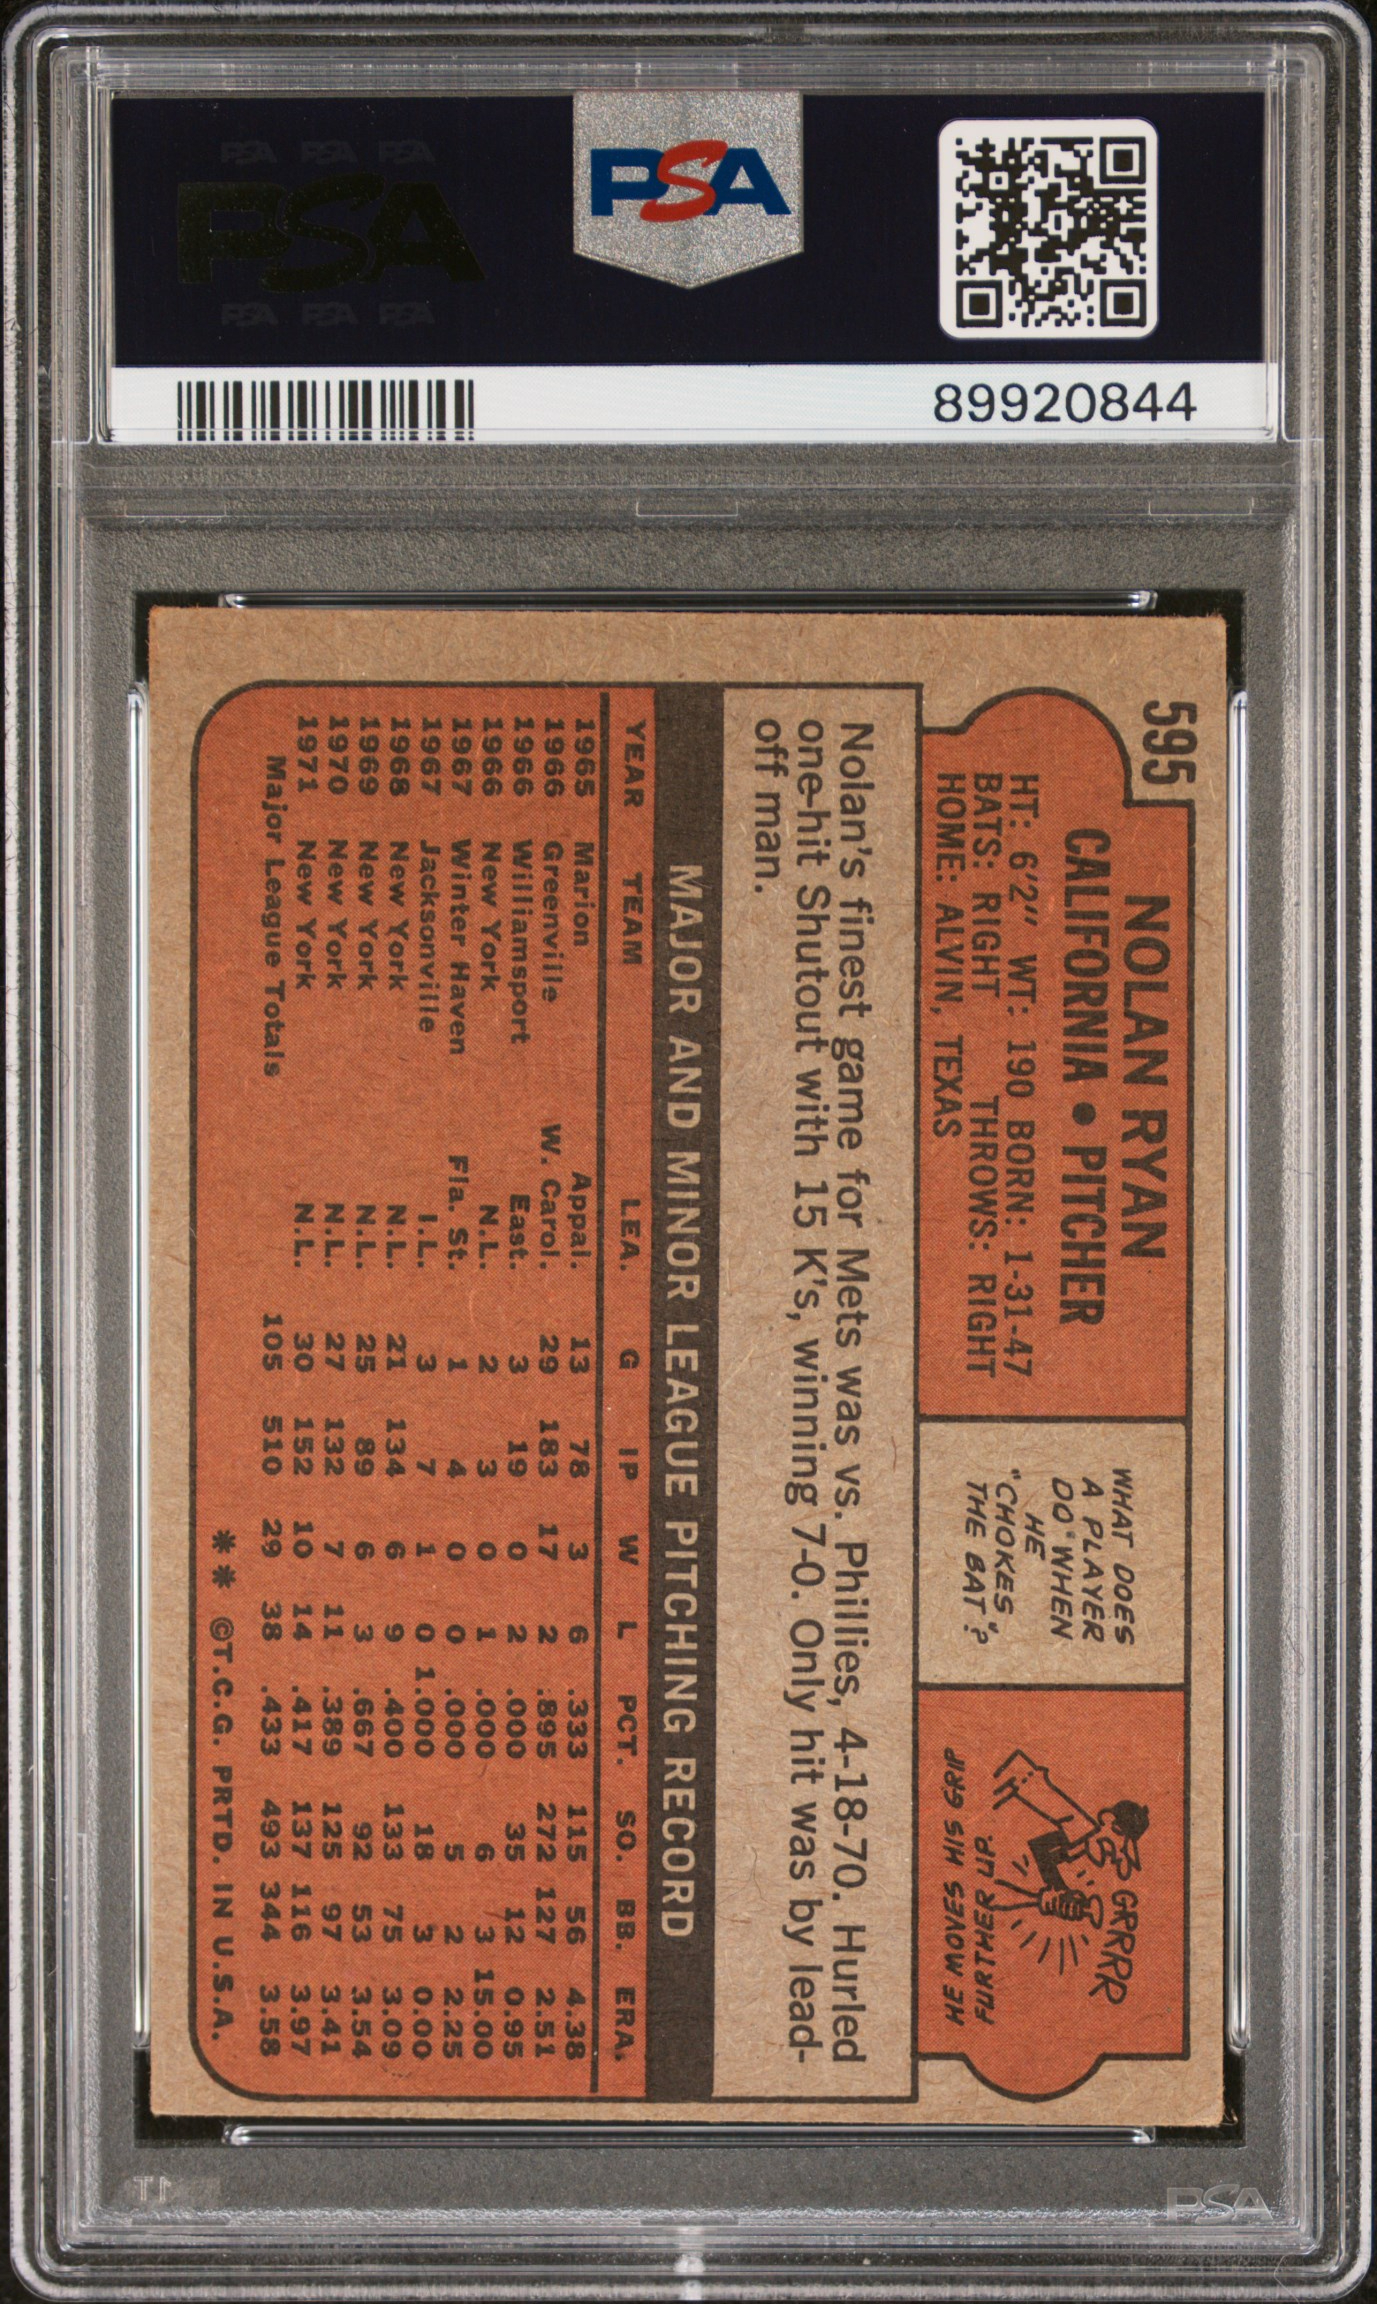 PSA PSA PSA
PSA
PSA PSA PSA
PSA
89920844
595
NOLAN RYAN
CALIFORNIA • PITCHER
HT: 6'2" WT: 190 BORN: 1-31-47
BATS: RIGHT THROWS: RIGHT
HOME: ALVIN, TEXAS
WHAT DOES
A PLAYER
DO WHEN
HE
"CHOKES
THE BAT"?
GRRRR
HE MOVES HIS GRIP
FURTHER UP.
Nolan's finest game for Mets was vs. Phillies, 4-18-70. Hurled
one-hit Shutout with 15 K's, winning 7-0. Only hit was by lead-
off man.
MAJOR AND MINOR LEAGUE PITCHING RECORD
YEAR TEAM LEA. G IP W L PCT. SO. BB. ERA.
1965 Marion Appal. 13 78 3 6 .333 115 56 4.38
1966 Greenville W. Carol. 29 183 17 2 .895 272 127 2.51
1966 Williamsport East. 3 19 0 2 .000 35 12 0.95
1966 New York N.L. 2 3 0 1 .000 6 3 15.00
1967 Winter Haven Fla. St. 1 4 0 0 .000 5 2 2.25
1967 Jacksonville I.L. 3 7 1 0 1.000 18 3 0.00
1968 New York N.L. 21 134 6 9 .400 133 75 3.09
1969 New York N.L. 25 89 6 3 .667 92 53 3.54
1970 New York N.L. 27 132 7 11 .389 125 97 3.41
1971 New York N.L. 30 152 10 14 .417 137 116 3.97
Major League Totals 105 510 29 38 .433 493 344 3.58
** ©T.C.G. PRTD. IN U.S.A.
PSA